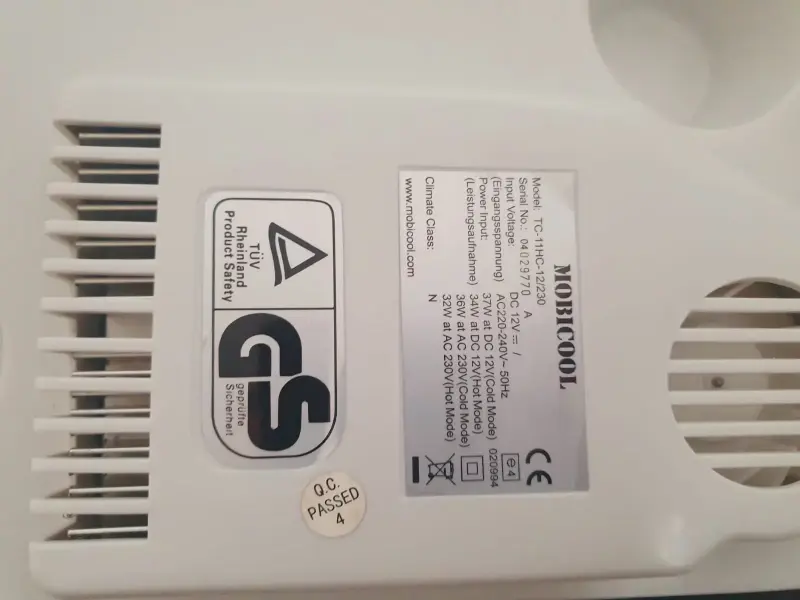 MOBICOOL
Model: TC-11HC-12/230
Serial No.: 04029770 A
Input Voltage: DC 12V⎓ /
(Eingangsspannung) AC220-240V~ 50Hz
Power Input: 37W at DC 12V(Cold Mode)
(Leistungsaufnahme) 34W at DC 12V(Hot Mode)
36W at AC 230V(Cold Mode)
32W at AC 230V(Hot Mode)
Climate Class: N
www.mobicool.com
CE
e4
020994
TÜV
Rheinland
Product Safety
GS
geprüfte
Sicherheit
Q.C.
PASSED
4